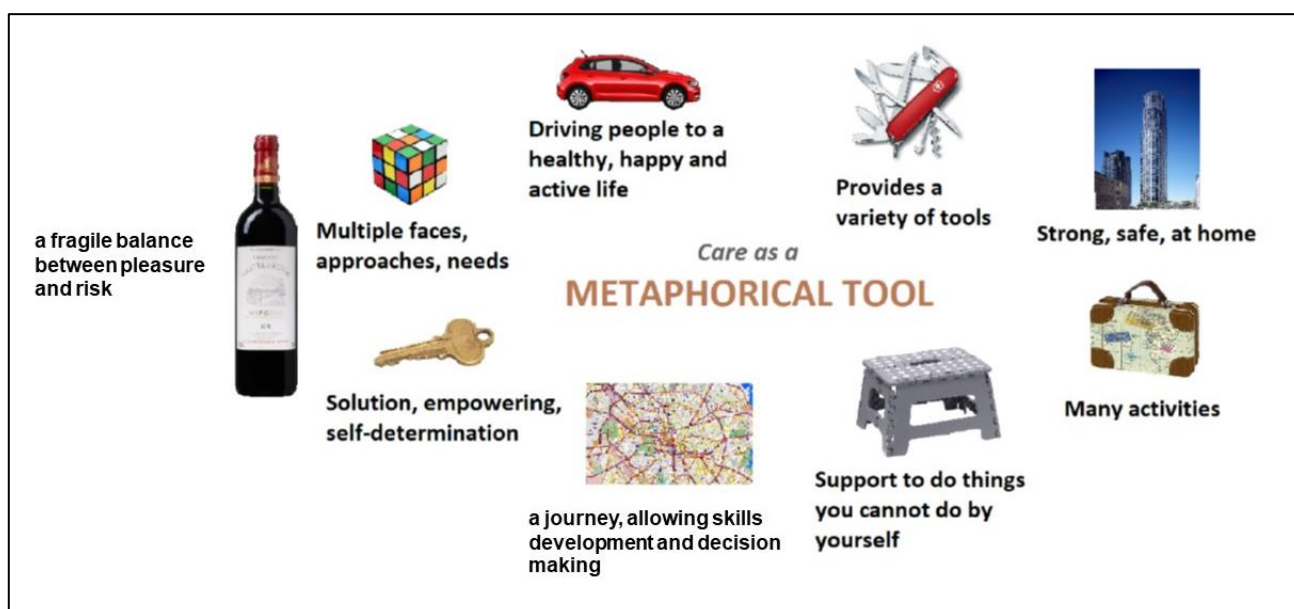 Driving people to a
healthy, happy and
active life
Provides a
variety of tools
Strong, safe, at home
Multiple faces,
approaches, needs
a fragile balance
between pleasure
and risk
Care as a
METAPHORICAL TOOL
Solution, empowering,
self-determination
Many activities
a journey, allowing skills
development and decision
making
Support to do things
you cannot do by
yourself